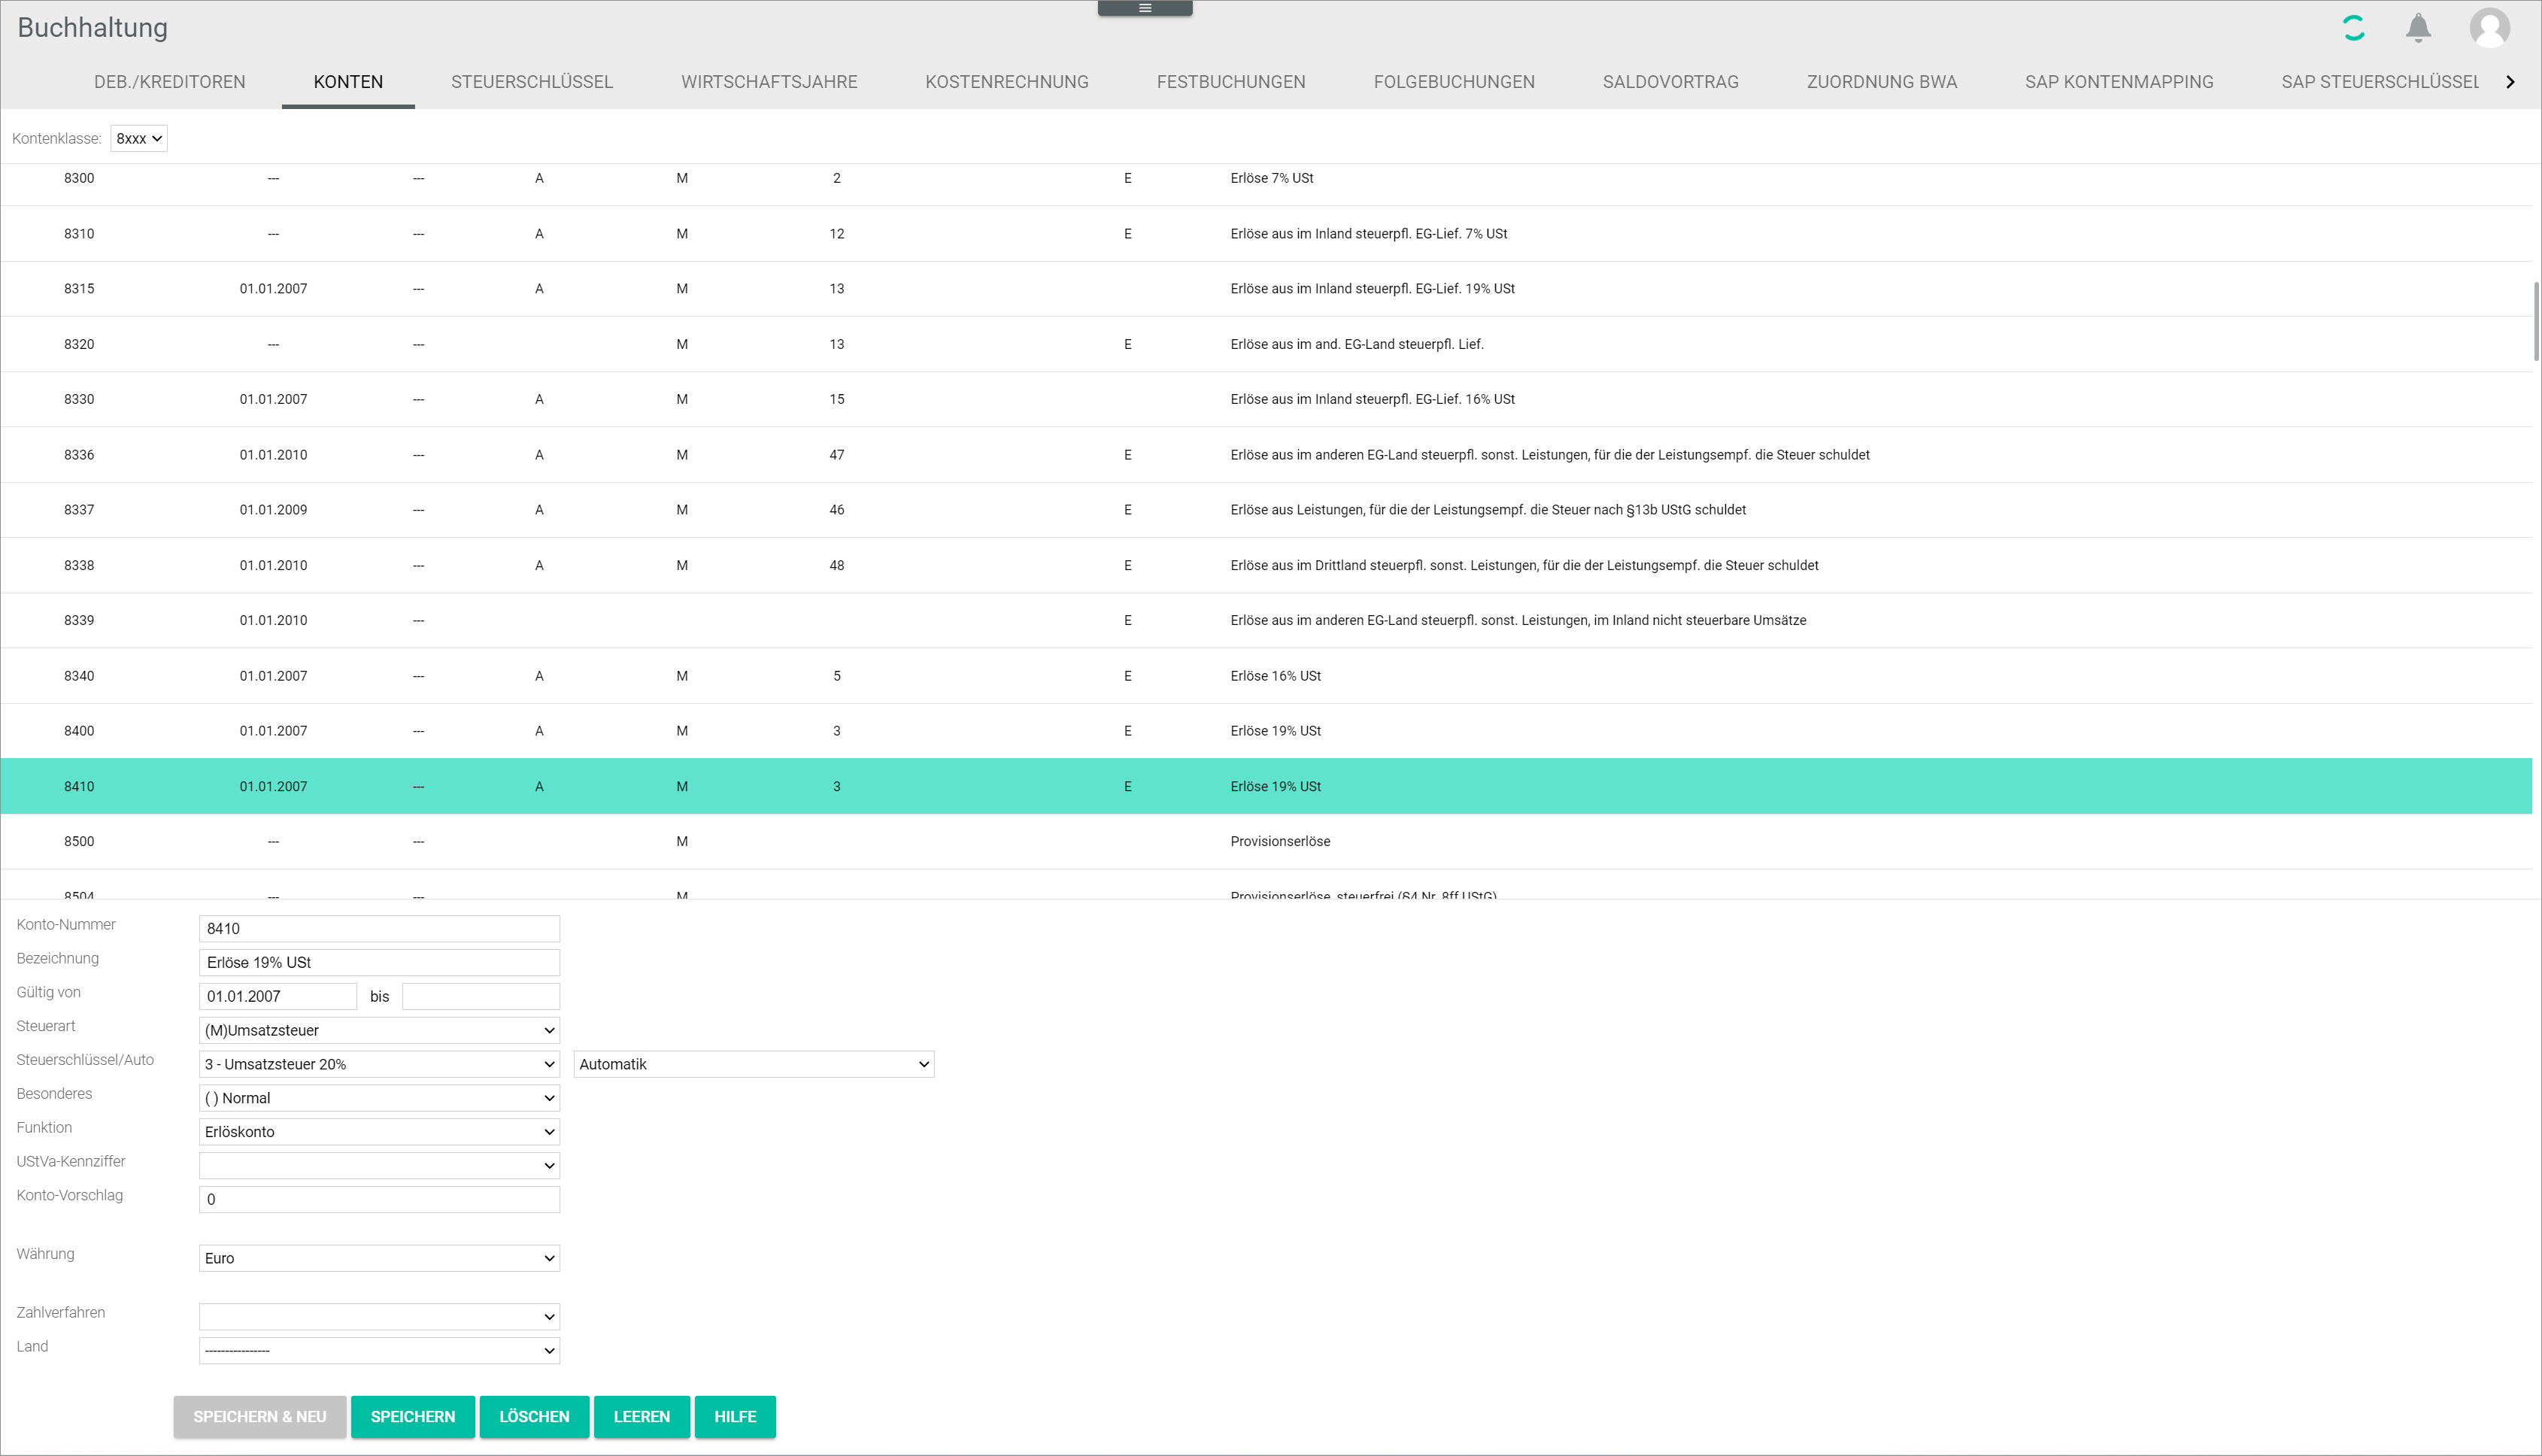 Buchhaltung
DEB./KREDITOREN KONTEN STEUERSCHLÜSSEL WIRTSCHAFTSJAHRE KOSTENRECHNUNG FESTBUCHUNGEN FOLGEBUCHUNGEN SALDOVORTRAG ZUORDNUNG BWA SAP KONTENMAPPING SAP STEUERSCHLÜSSEL
Kontenklasse: 8xxx
8300 --- --- A M 2 E Erlöse 7% USt
8310 --- --- A M 12 E Erlöse aus im Inland steuerpfl. EG-Lief. 7% USt
8315 01.01.2007 --- A M 13 Erlöse aus im Inland steuerpfl. EG-Lief. 19% USt
8320 --- --- M 13 E Erlöse aus im and. EG-Land steuerpfl. Lief.
8330 01.01.2007 --- A M 15 Erlöse aus im Inland steuerpfl. EG-Lief. 16% USt
8336 01.01.2010 --- A M 47 E Erlöse aus im anderen EG-Land steuerpfl. sonst. Leistungen, für die der Leistungsempf. die Steuer schuldet
8337 01.01.2009 --- A M 46 E Erlöse aus Leistungen, für die der Leistungsempf. die Steuer nach §13b UStG schuldet
8338 01.01.2010 --- A M 48 E Erlöse aus im Drittland steuerpfl. sonst. Leistungen, für die der Leistungsempf. die Steuer schuldet
8339 01.01.2010 --- E Erlöse aus im anderen EG-Land steuerpfl. sonst. Leistungen, im Inland nicht steuerbare Umsätze
8340 01.01.2007 --- A M 5 E Erlöse 16% USt
8400 01.01.2007 --- A M 3 E Erlöse 19% USt
8410 01.01.2007 --- A M 3 E Erlöse 19% USt
8500 --- --- M Provisionserlöse
8504 --- --- M Provisionserlöse, steuerfrei (§4 Nr. 8ff UStG)
Konto-Nummer 8410
Bezeichnung Erlöse 19% USt
Gültig von 01.01.2007 bis
Steuerart (M)Umsatzsteuer
Steuerschlüssel/Auto 3 - Umsatzsteuer 20% Automatik
Besonderes ( ) Normal
Funktion Erlöskonto
UStVa-Kennziffer
Konto-Vorschlag 0
Währung Euro
Zahlverfahren
Land ----------------
SPEICHERN & NEU SPEICHERN LÖSCHEN LEEREN HILFE